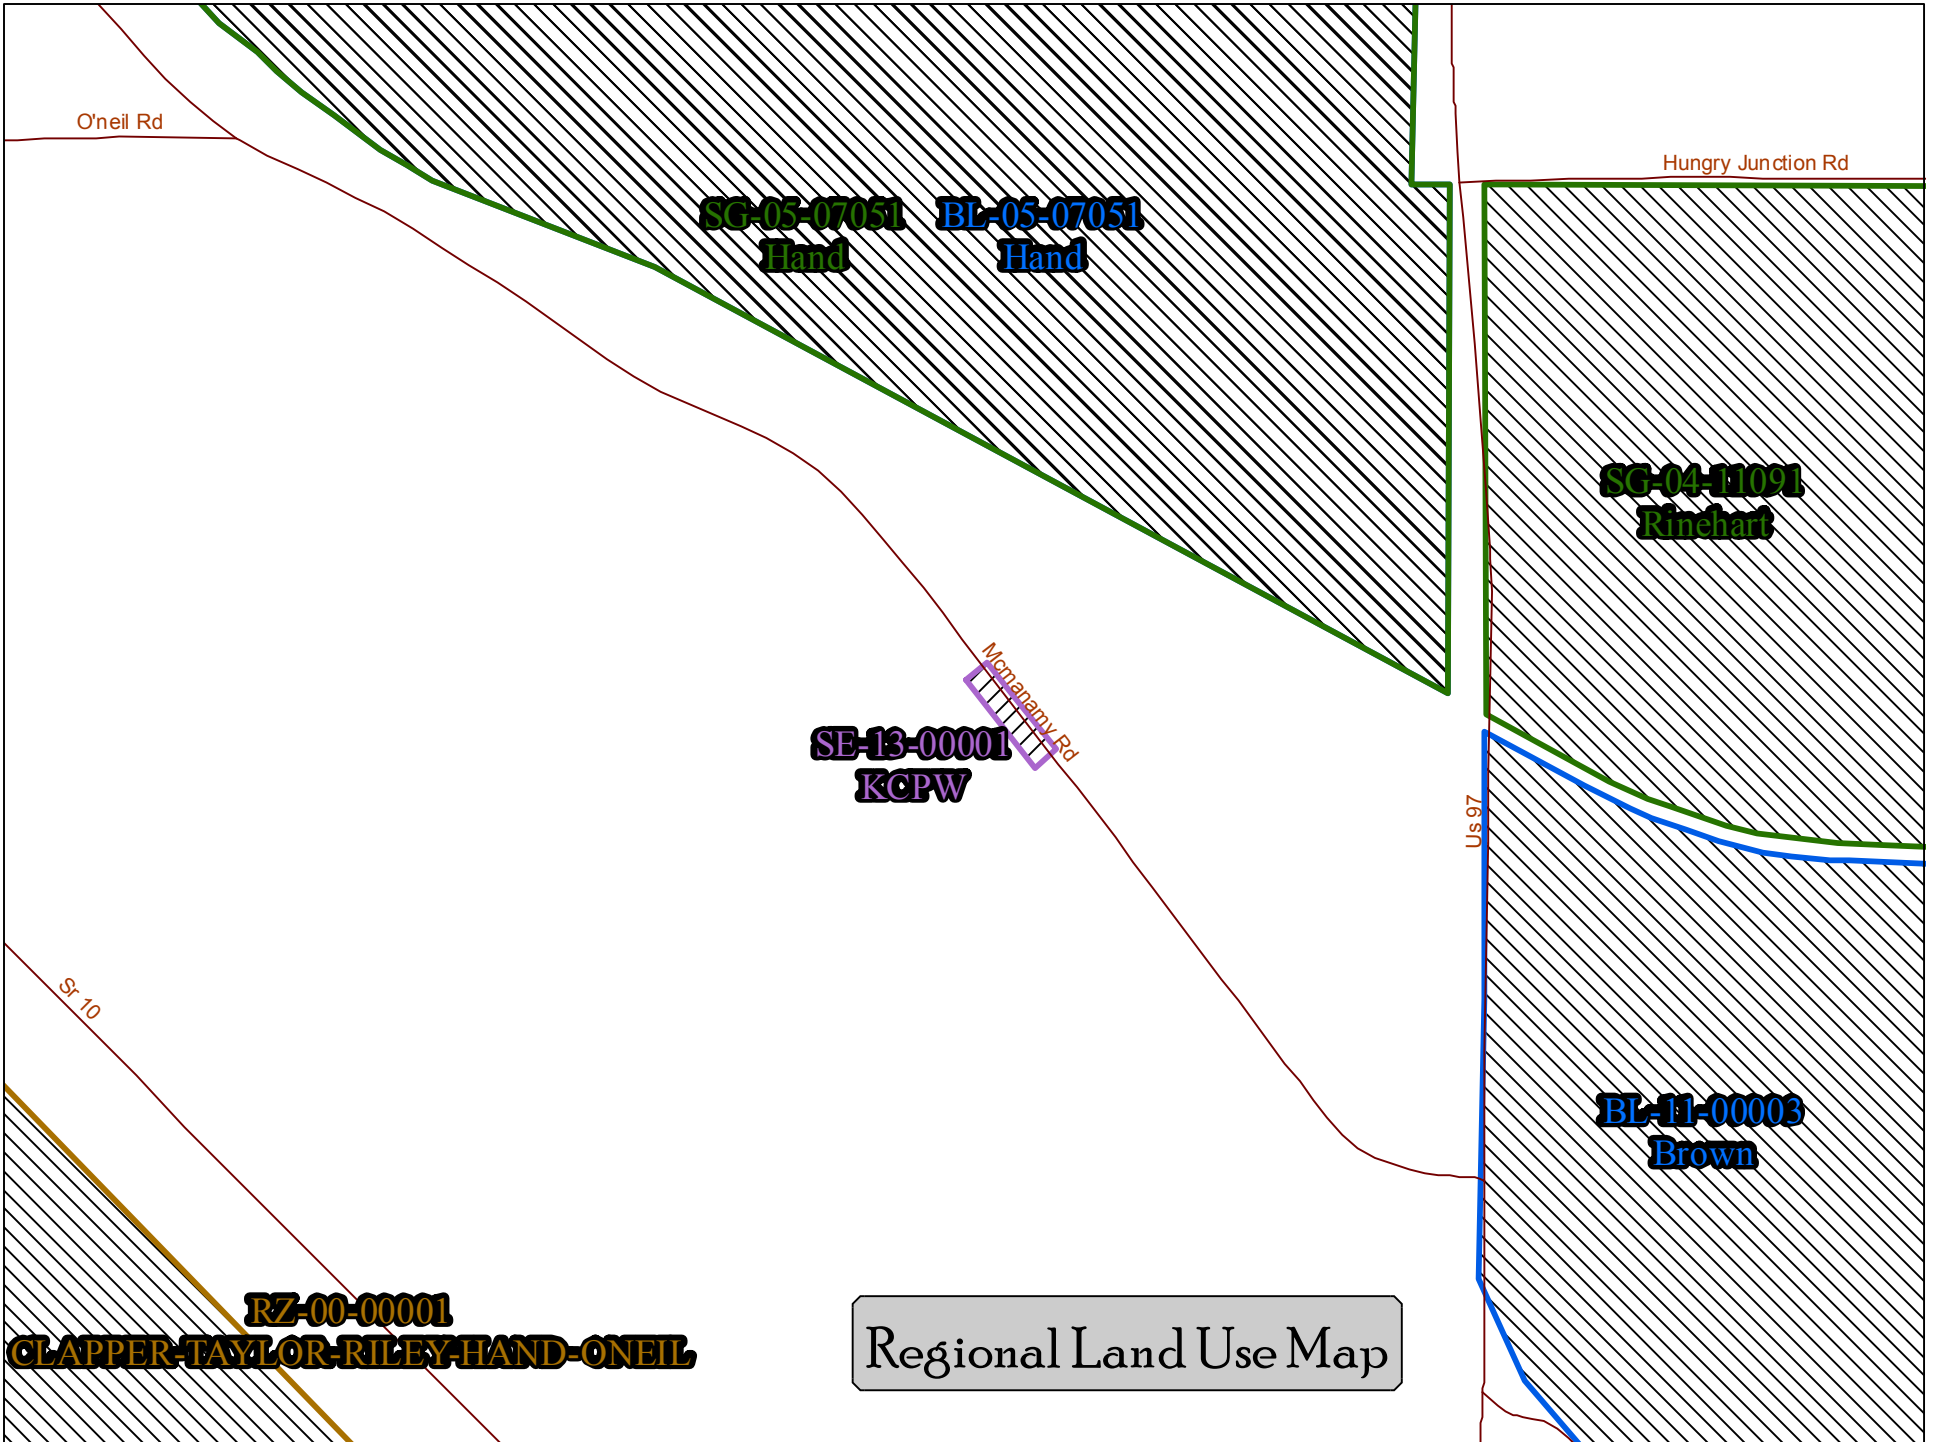 O'neil Rd
Hungry Junction Rd
SG-05-07051
Hand
BL-05-07051
Hand
SG-04-11091
Rinehart
Mcmanamy Rd
SE-13-00001
KCPW
Us 97
Sr 10
BL-11-00003
Brown
RZ-00-00001
CLAPPER-TAYLOR-RILEY-HAND-ONEIL
Regional Land Use Map